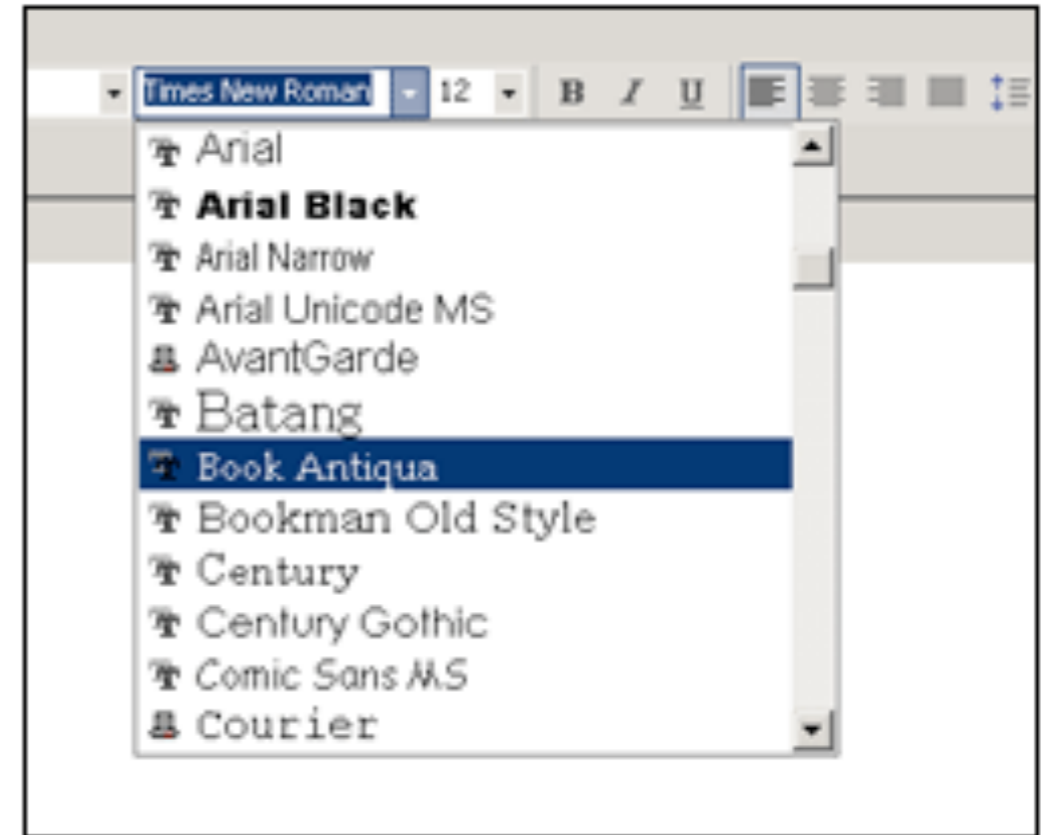 Times New Roman 12 B I U
Arial
Arial Black
Arial Narrow
Arial Unicode MS
AvantGarde
Batang
Book Antiqua
Bookman Old Style
Century
Century Gothic
Comic Sans MS
Courier